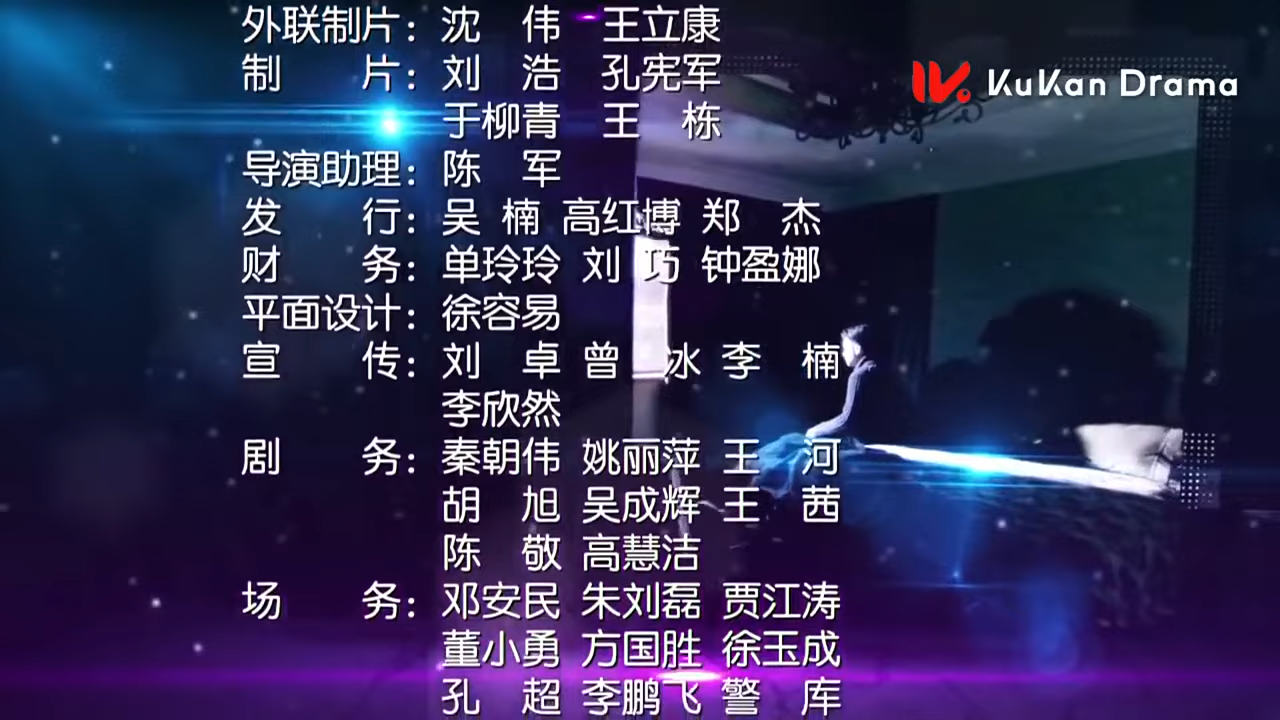 外联制片：沈　伟　王立康
KuKan Drama
制　　片：刘　浩　孔宪军
于柳青　王　栋
导演助理：陈　军
发　　行：吴　楠 高红博 郑　杰
财　　务：单玲玲 刘　巧 钟盈娜
平面设计：徐容易
宣　　传：刘　卓 曾　冰 李　楠
李欣然
剧　　务：秦朝伟 姚丽萍 王　河
胡　旭 吴成辉 王　茜
陈　敬 高慧洁
场　　务：邓安民 朱刘磊 贾江涛
董小勇 方国胜 徐玉成
孔　超 李鹏飞 警　库